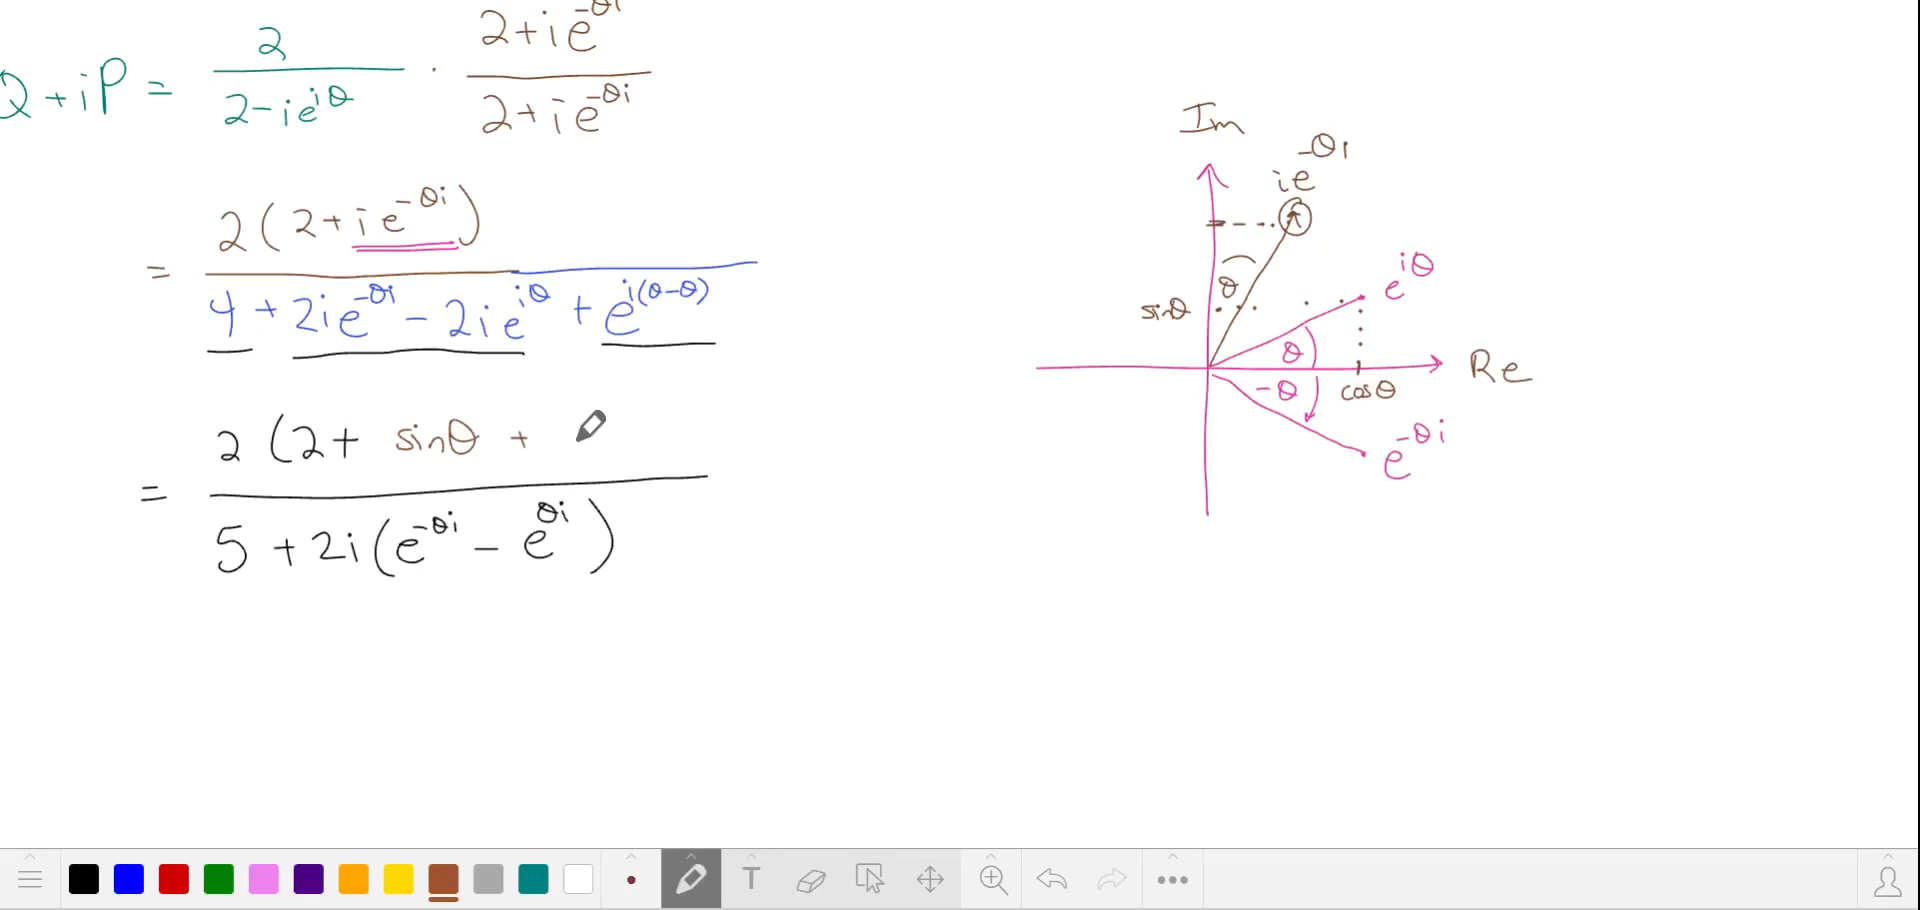 Q + iP = 2 / (2 - ie^{iθ}) · (2 + ie^{-θi}) / (2 + ie^{-θi})
= 2(2 + ie^{-θi}) / (4 + 2ie^{-θi} - 2ie^{iθ} + e^{i(θ-θ)})
= 2(2 + sinθ + / (5 + 2i(e^{-θi} - e^{θi}))
Im
ie^{-θi}
θ
sinθ
e^{iθ}
θ
Re
-θ
cosθ
e^{-θi}
T